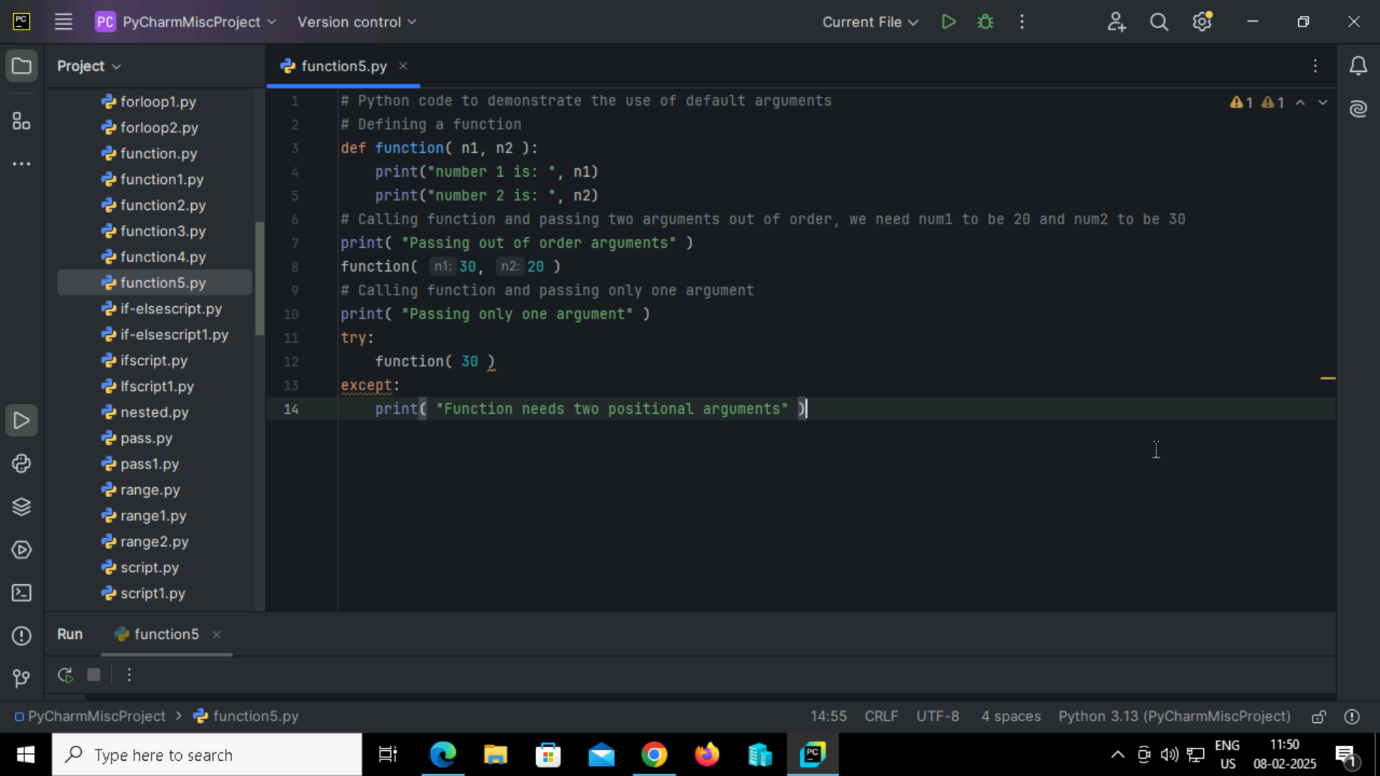 PC
PC PyCharmMiscProject
Version control
Current File
Project
function5.py
forloop1.py
forloop2.py
function.py
function1.py
function2.py
function3.py
function4.py
function5.py
if-elsescript.py
if-elsescript1.py
ifscript.py
Ifscript1.py
nested.py
pass.py
pass1.py
range.py
range1.py
range2.py
script.py
script1.py
1 # Python code to demonstrate the use of default arguments
2 # Defining a function
3 def function( n1, n2 ):
4 print("number 1 is: ", n1)
5 print("number 2 is: ", n2)
6 # Calling function and passing two arguments out of order, we need num1 to be 20 and num2 to be 30
7 print( "Passing out of order arguments" )
8 function( n1: 30, n2: 20 )
9 # Calling function and passing only one argument
10 print( "Passing only one argument" )
11 try:
12 function( 30 )
13 except:
14 print( "Function needs two positional arguments" )
1 1
Run
function5
PyCharmMiscProject > function5.py
14:55 CRLF UTF-8 4 spaces Python 3.13 (PyCharmMiscProject)
Type here to search
PC
ENG
US
11:50
08-02-2025
1